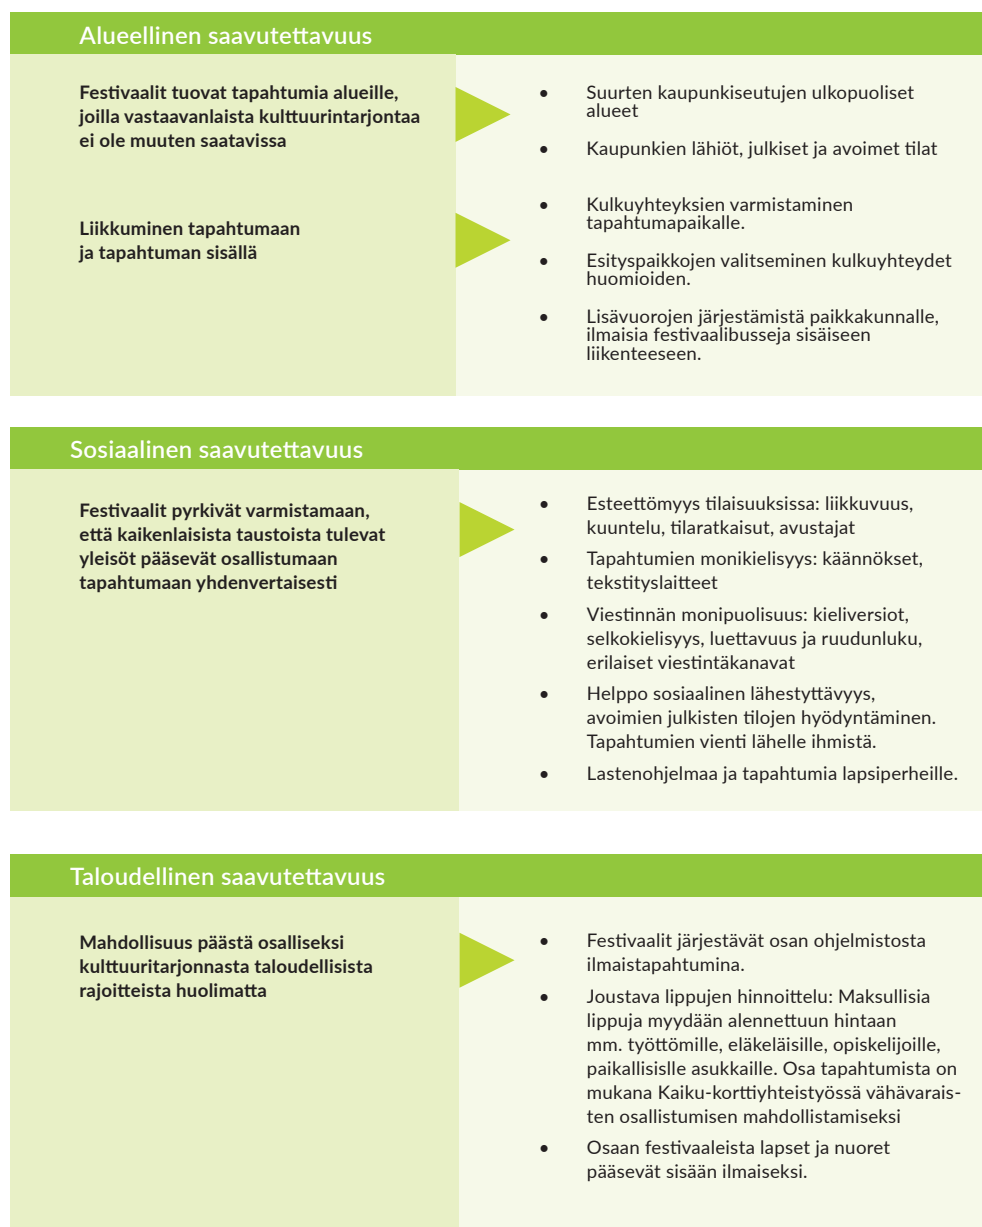 Alueellinen saavutettavuus
Festivaalit tuovat tapahtumia alueille,
joilla vastaavanlaista kulttuurintarjontaa
ei ole muuten saatavissa
• Suurten kaupunkiseutujen ulkopuoliset
alueet
• Kaupunkien lähiöt, julkiset ja avoimet tilat
Liikkuminen tapahtumaan
ja tapahtuman sisällä
• Kulkuyhteyksien varmistaminen
tapahtumapaikalle.
• Esityspaikkojen valitseminen kulkuyhteydet
huomioiden.
• Lisävuorojen järjestämistä paikkakunnalle,
ilmaisia festivaalibusseja sisäiseen
liikenteeseen.
Sosiaalinen saavutettavuus
Festivaalit pyrkivät varmistamaan,
että kaikenlaisista taustoista tulevat
yleisöt pääsevät osallistumaan
tapahtumaan yhdenvertaisesti
• Esteettömyys tilaisuuksissa: liikkuvuus,
kuuntelu, tilaratkaisut, avustajat
• Tapahtumien monikielisyys: käännökset,
tekstityslaitteet
• Viestinnän monipuolisuus: kieliversiot,
selkokielisyys, luettavuus ja ruudunluku,
erilaiset viestintäkanavat
• Helppo sosiaalinen lähestyttävyys,
avoimien julkisten tilojen hyödyntäminen.
Tapahtumien vienti lähelle ihmistä.
• Lastenohjelmaa ja tapahtumia lapsiperheille.
Taloudellinen saavutettavuus
Mahdollisuus päästä osalliseksi
kulttuuritarjonnasta taloudellisista
rajoitteista huolimatta
• Festivaalit järjestävät osan ohjelmistosta
ilmaistapahtumina.
• Joustava lippujen hinnoittelu: Maksullisia
lippuja myydään alennettuun hintaan
mm. työttömille, eläkeläisille, opiskelijoille,
paikallisislle asukkaille. Osa tapahtumista on
mukana Kaiku-korttiyhteistyössä vähävarais-
ten osallistumisen mahdollistamiseksi
• Osaan festivaaleista lapset ja nuoret
pääsevät sisään ilmaiseksi.